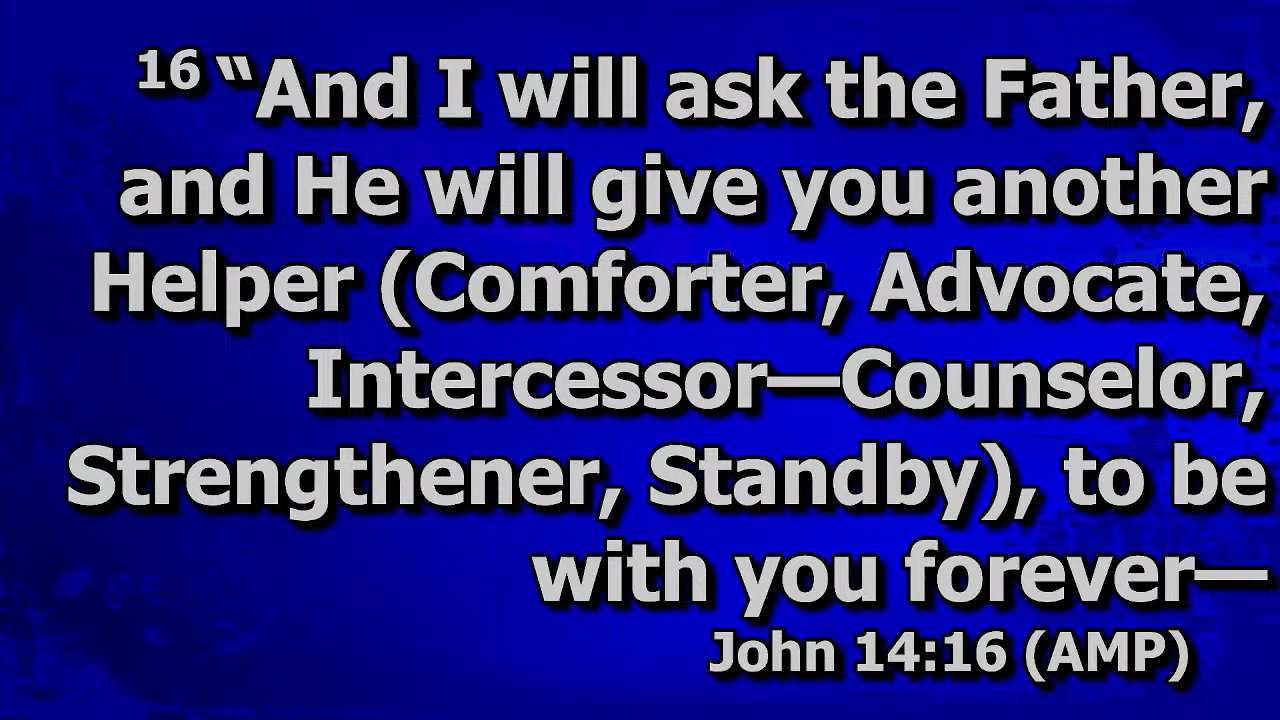 16 “And I will ask the Father,
and He will give you another
Helper (Comforter, Advocate,
Intercessor—Counselor,
Strengthener, Standby), to be
with you forever—
John 14:16 (AMP)